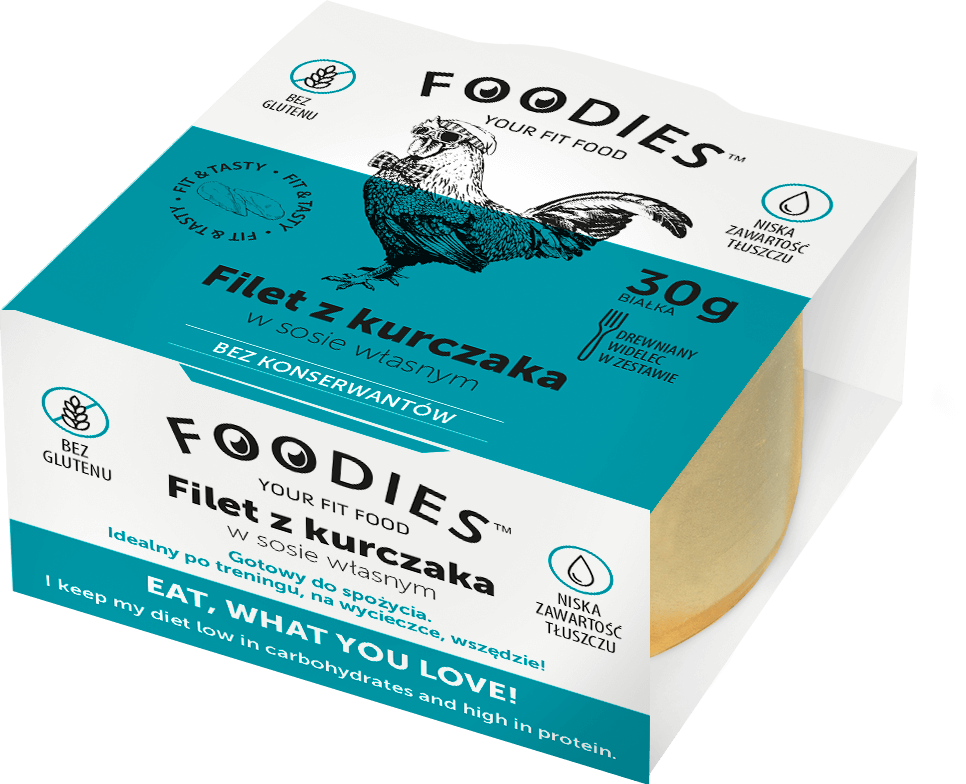 FOODIES™
YOUR FIT FOOD
BEZ
GLUTENU
FIT & TASTY • FIT & TASTY • FIT & TASTY •
NISKA
ZAWARTOŚĆ
TŁUSZCZU
30g
BIAŁKA
DREWNIANY
WIDELEC
W ZESTAWIE
Filet z kurczaka
w sosie własnym
BEZ KONSERWANTÓW
BEZ
GLUTENU
FOODIES™
YOUR FIT FOOD
Filet z kurczaka
w sosie własnym
Gotowy do spożycia.
Idealny po treningu, na wycieczce, wszędzie!
NISKA
ZAWARTOŚĆ
TŁUSZCZU
EAT, WHAT YOU LOVE!
I keep my diet low in carbohydrates and high in protein.